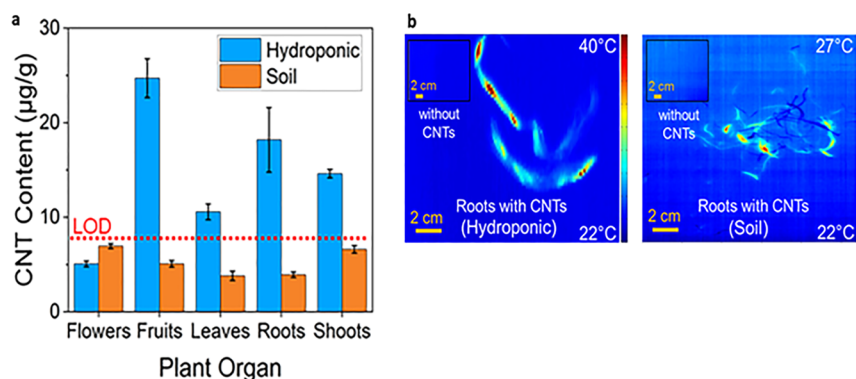 a
30
20
10
0
CNT Content (µg/g)
Hydroponic
Soil
LOD
Flowers Fruits Leaves Roots Shoots
Plant Organ
b
40°C
2 cm
without
CNTs
Roots with CNTs
(Hydroponic)
2 cm
22°C
27°C
2 cm
without
CNTs
Roots with CNTs
(Soil)
2 cm
22°C